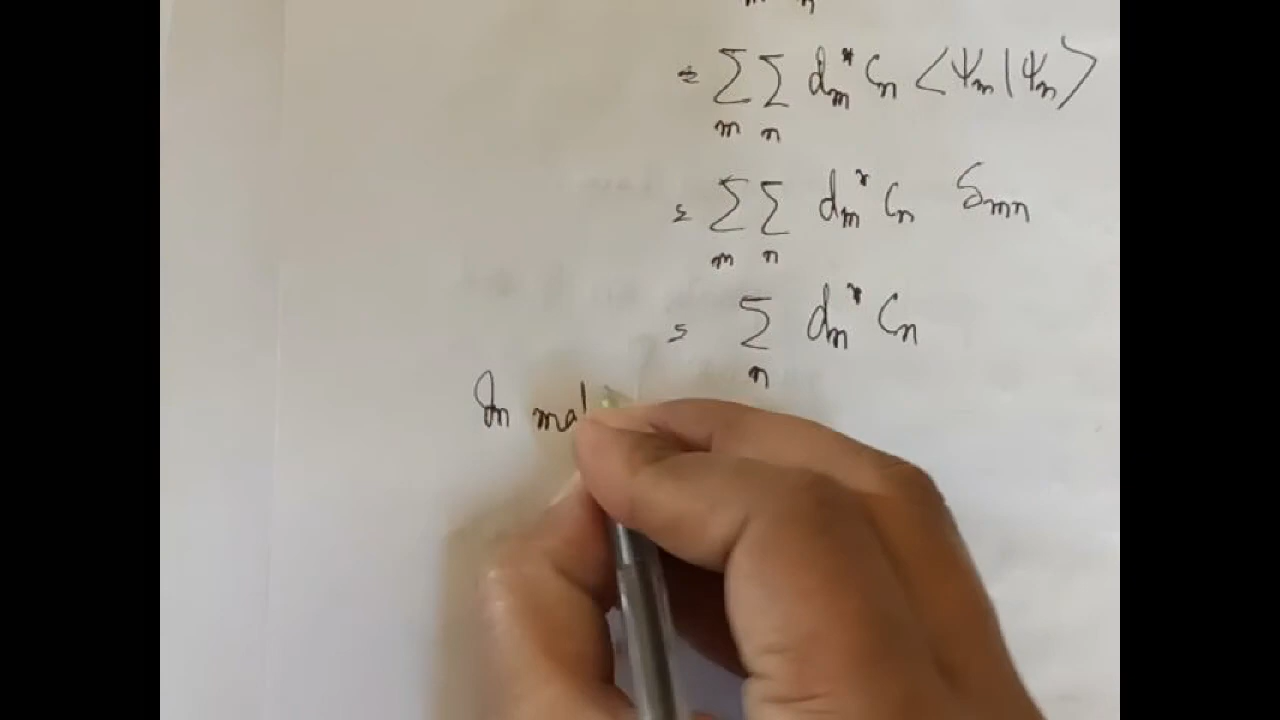 m n
= ∑ ∑ d_m^* C_n ⟨Ψ_m|Ψ_n⟩
m n
= ∑ ∑ d_m^* C_n δ_mn
m n
= ∑ d_n^* C_n
n
In mat